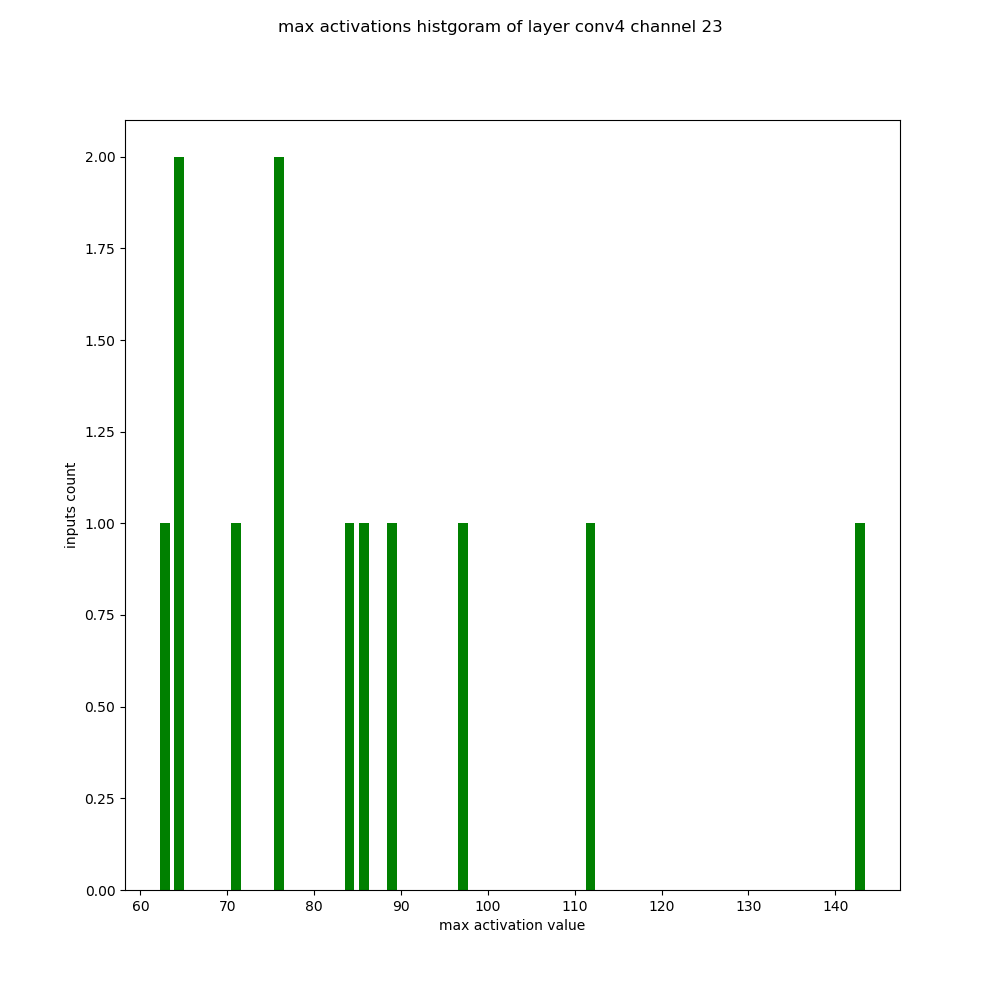 max activations histgoram of layer conv4 channel 23
2.00
1.75
1.50
1.25
1.00
0.75
0.50
0.25
0.00
inputs count
60 70 80 90 100 110 120 130 140
max activation value